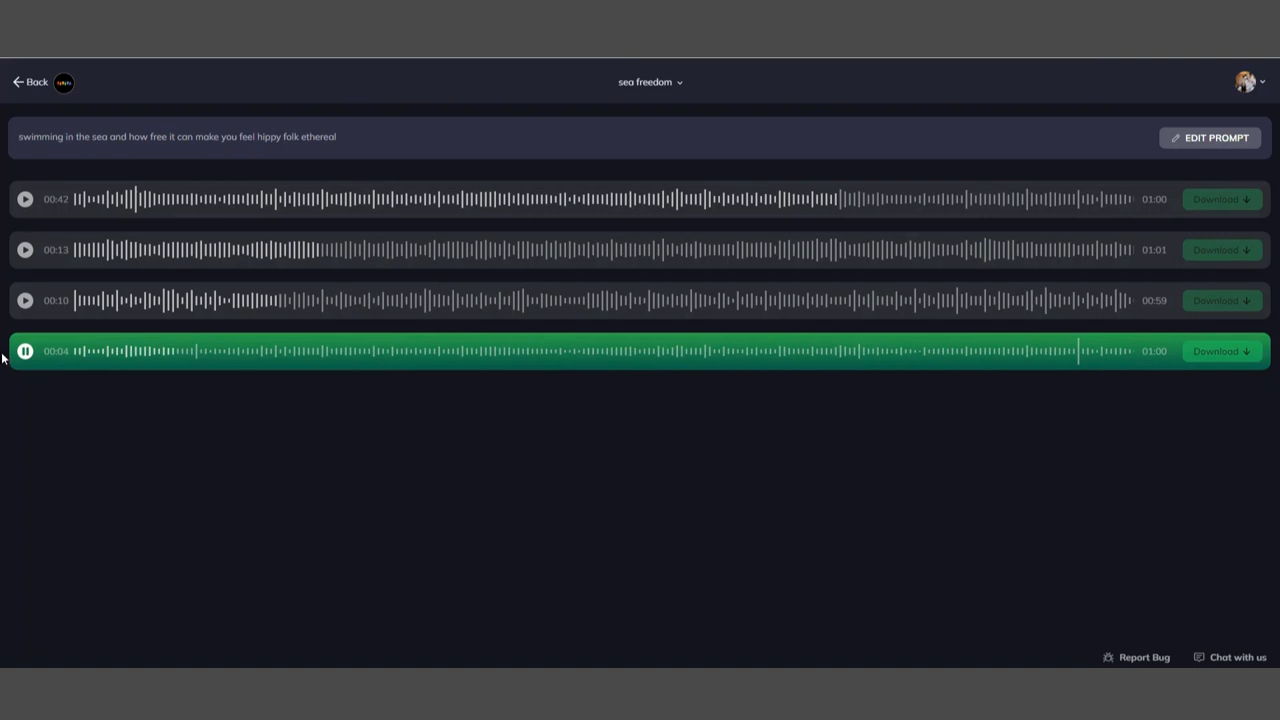 Back
sea freedom
swimming in the sea and how free it can make you feel hippy folk ethereal
EDIT PROMPT
00:42 01:00 Download
00:13 01:01 Download
00:10 00:59 Download
00:04 01:00 Download
Report Bug Chat with us